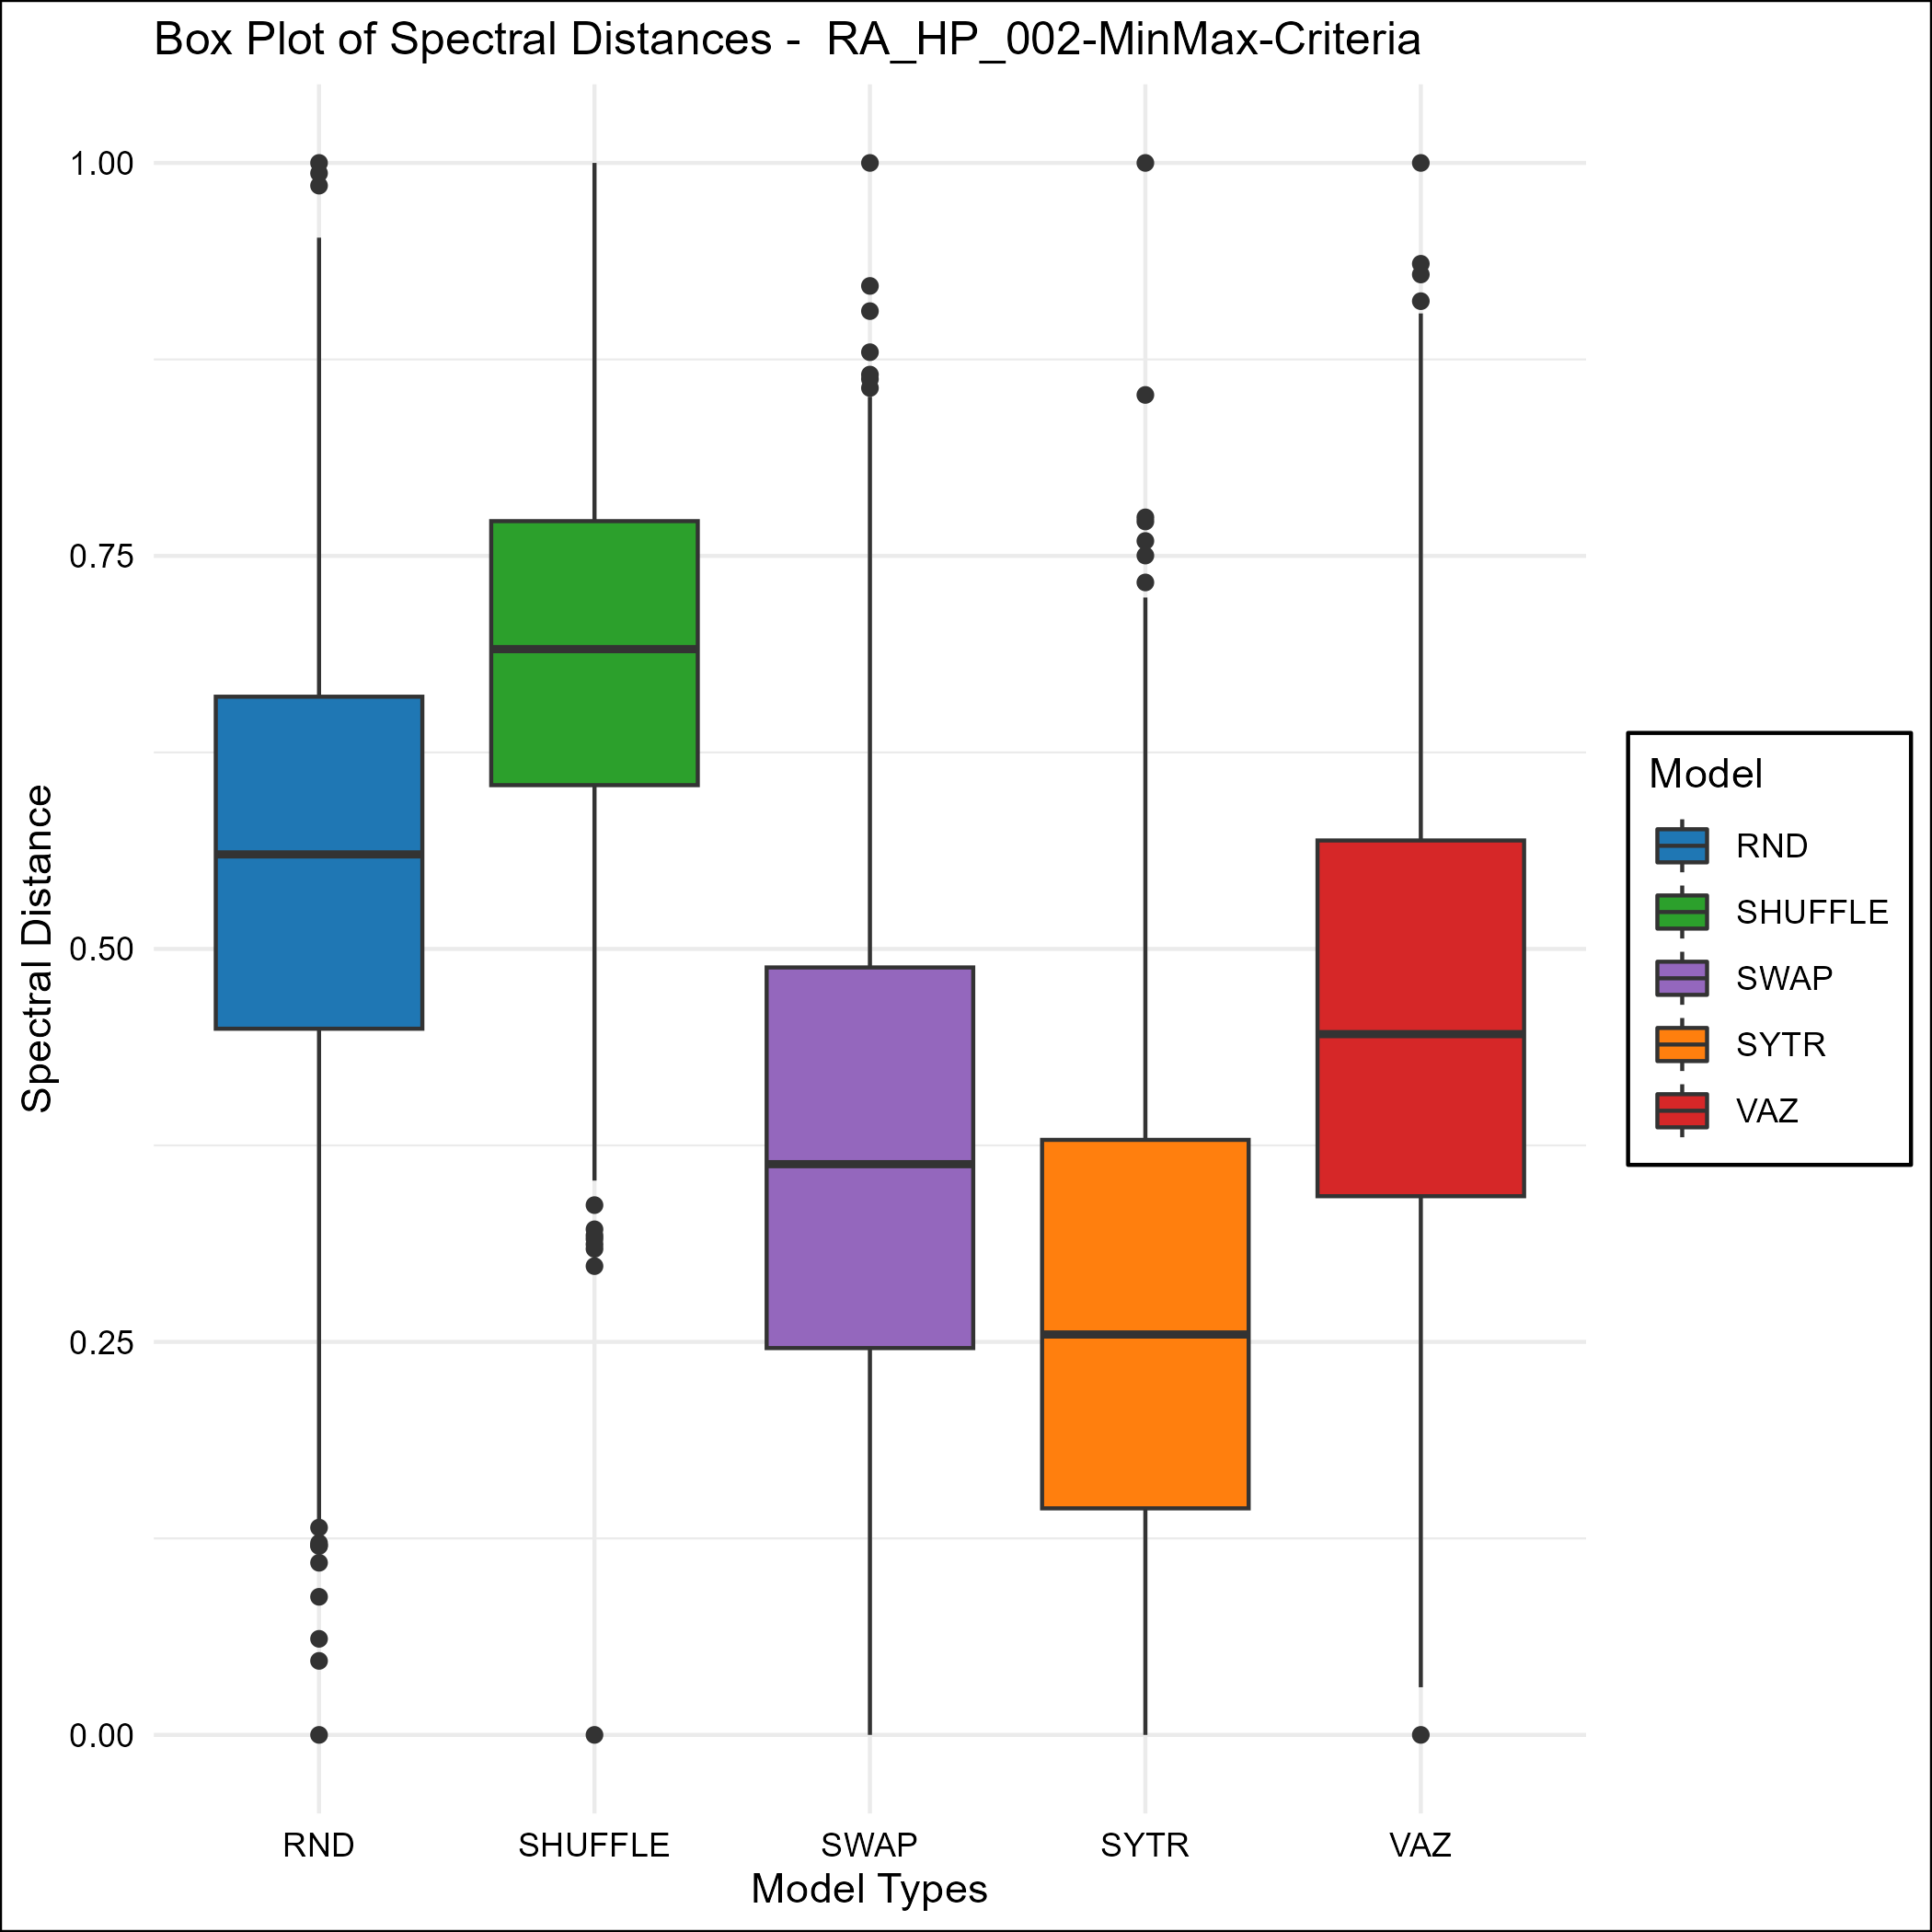 Box Plot of Spectral Distances -  RA_HP_002-MinMax-Criteria
1.00
0.75
0.50
0.25
0.00
Spectral Distance
RND
SHUFFLE
SWAP
SYTR
VAZ
Model Types
Model
RND
SHUFFLE
SWAP
SYTR
VAZ